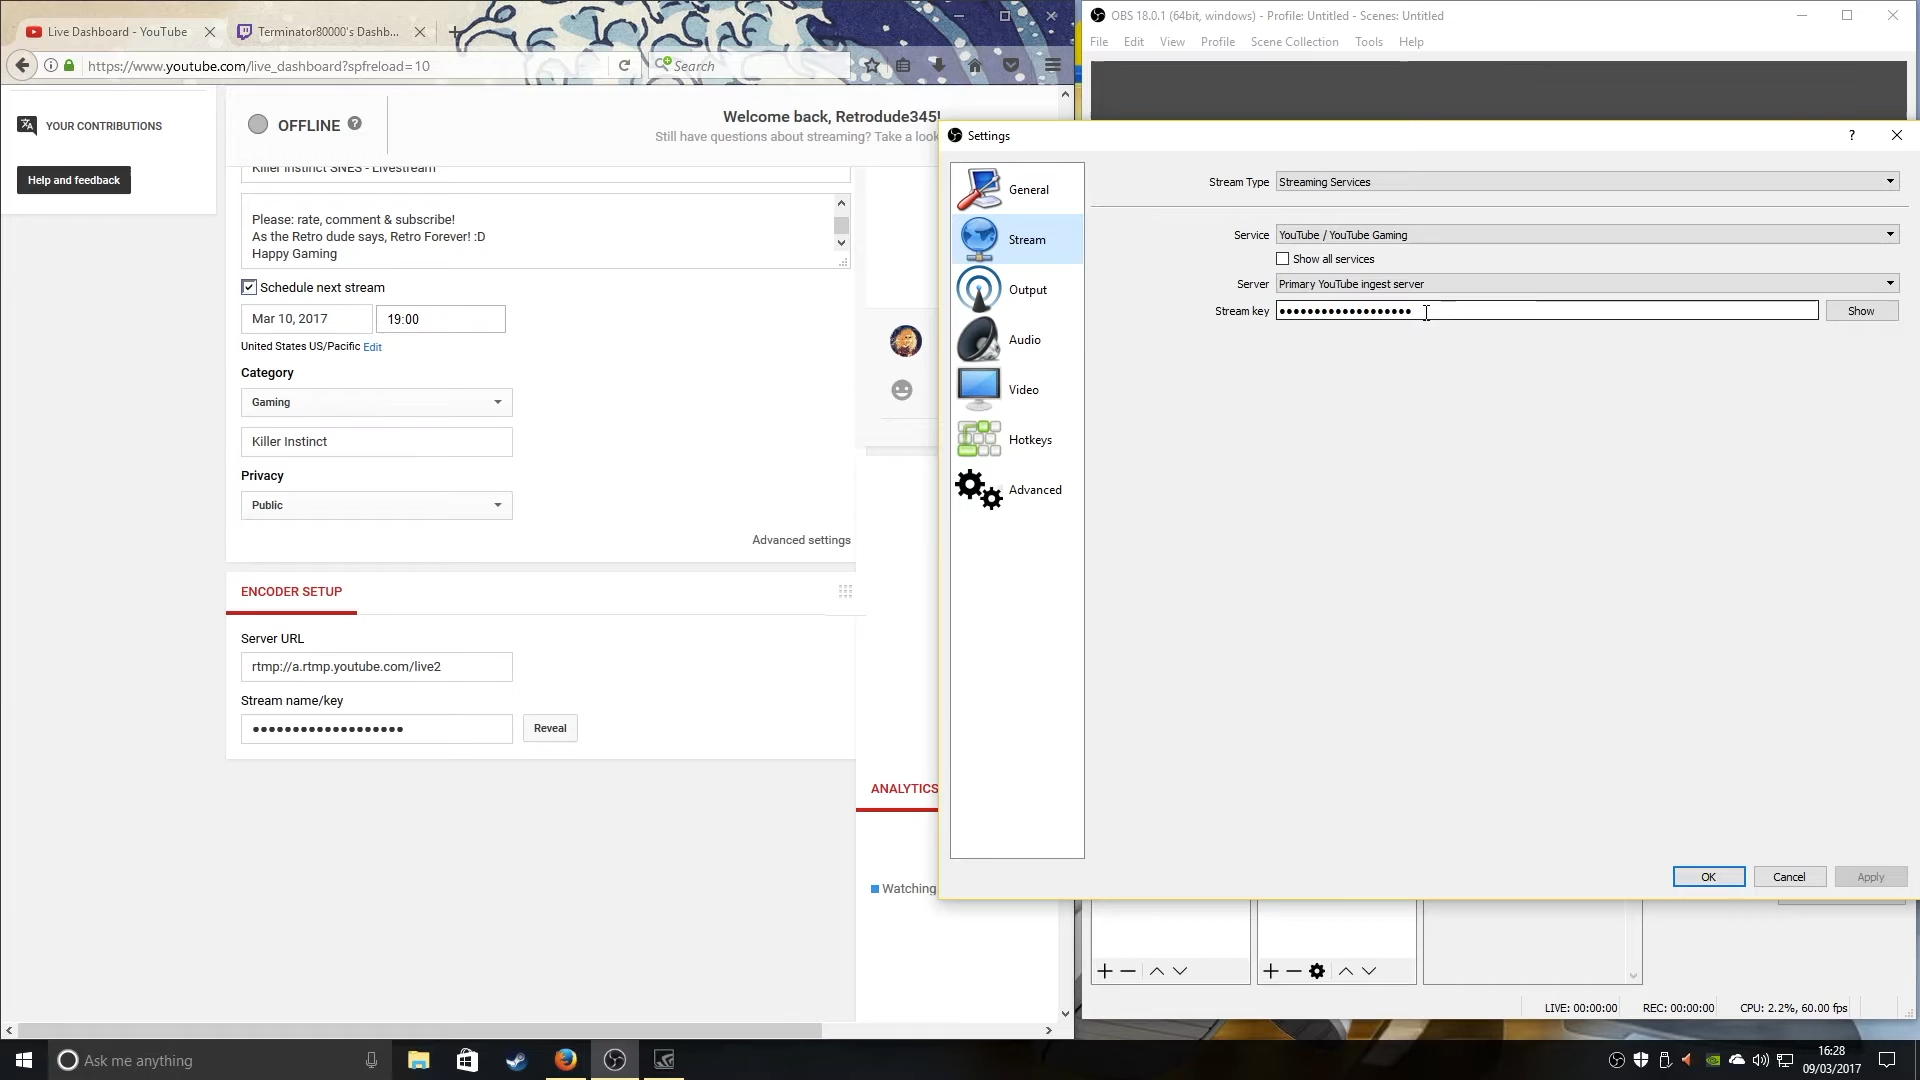 Live Dashboard - YouTube
Terminator80000's Dashb...
https://www.youtube.com/live_dashboard?spfreload=10
Search
YOUR CONTRIBUTIONS
Help and feedback
OFFLINE
Welcome back, Retrodude345!
Still have questions about streaming? Take a look
Killer Instinct SNES - Livestream
Please: rate, comment & subscribe!
As the Retro dude says, Retro Forever! :D
Happy Gaming
Schedule next stream
Mar 10, 2017
19:00
United States US/Pacific Edit
Category
Gaming
Killer Instinct
Privacy
Public
Advanced settings
ENCODER SETUP
Server URL
rtmp://a.rtmp.youtube.com/live2
Stream name/key
•••••••••••••••••••
Reveal
ANALYTICS
Watching
OBS 18.0.1 (64bit, windows) - Profile: Untitled - Scenes: Untitled
File Edit View Profile Scene Collection Tools Help
Settings
General
Stream
Output
Audio
Video
Hotkeys
Advanced
Stream Type Streaming Services
Service YouTube / YouTube Gaming
Show all services
Server Primary YouTube ingest server
Stream key ••••••••••••••••••• Show
OK Cancel Apply
LIVE: 00:00:00 REC: 00:00:00 CPU: 2.2%, 60.00 fps
Ask me anything
16:28
09/03/2017